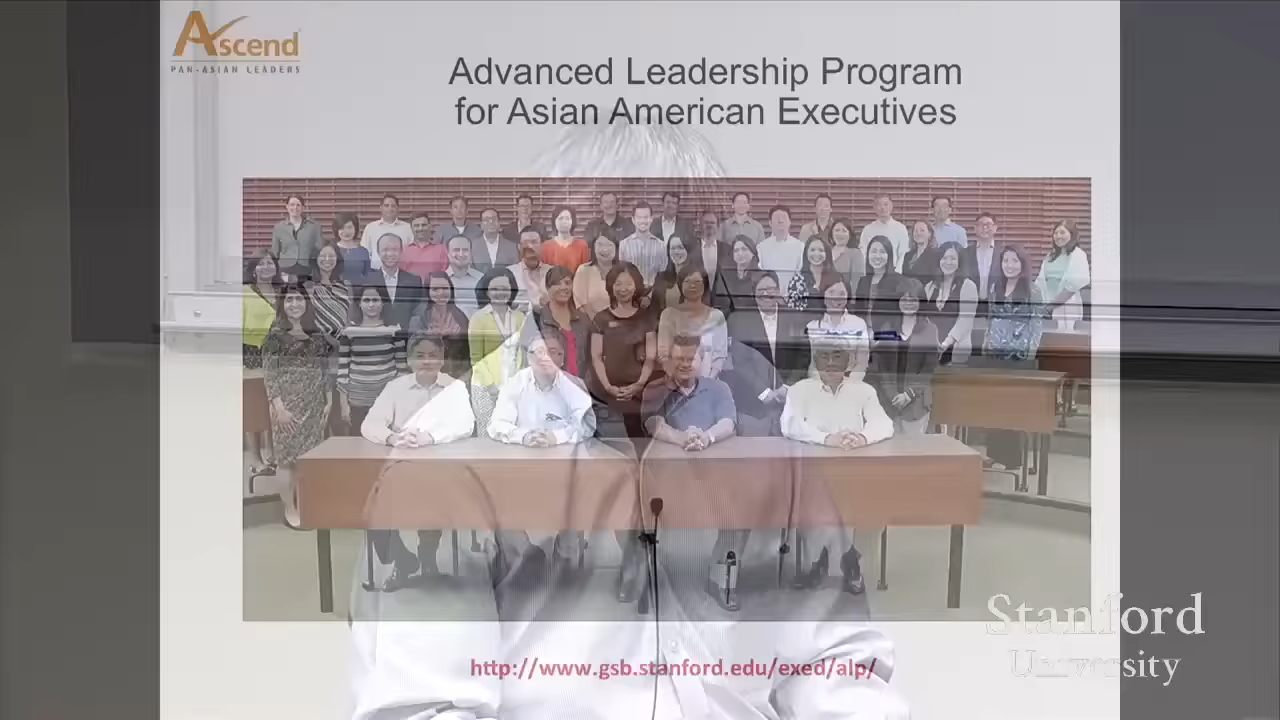 Ascend
PAN-ASIAN LEADERS
Advanced Leadership Program
for Asian American Executives
http://www.gsb.stanford.edu/exed/alp/
Stanford
University